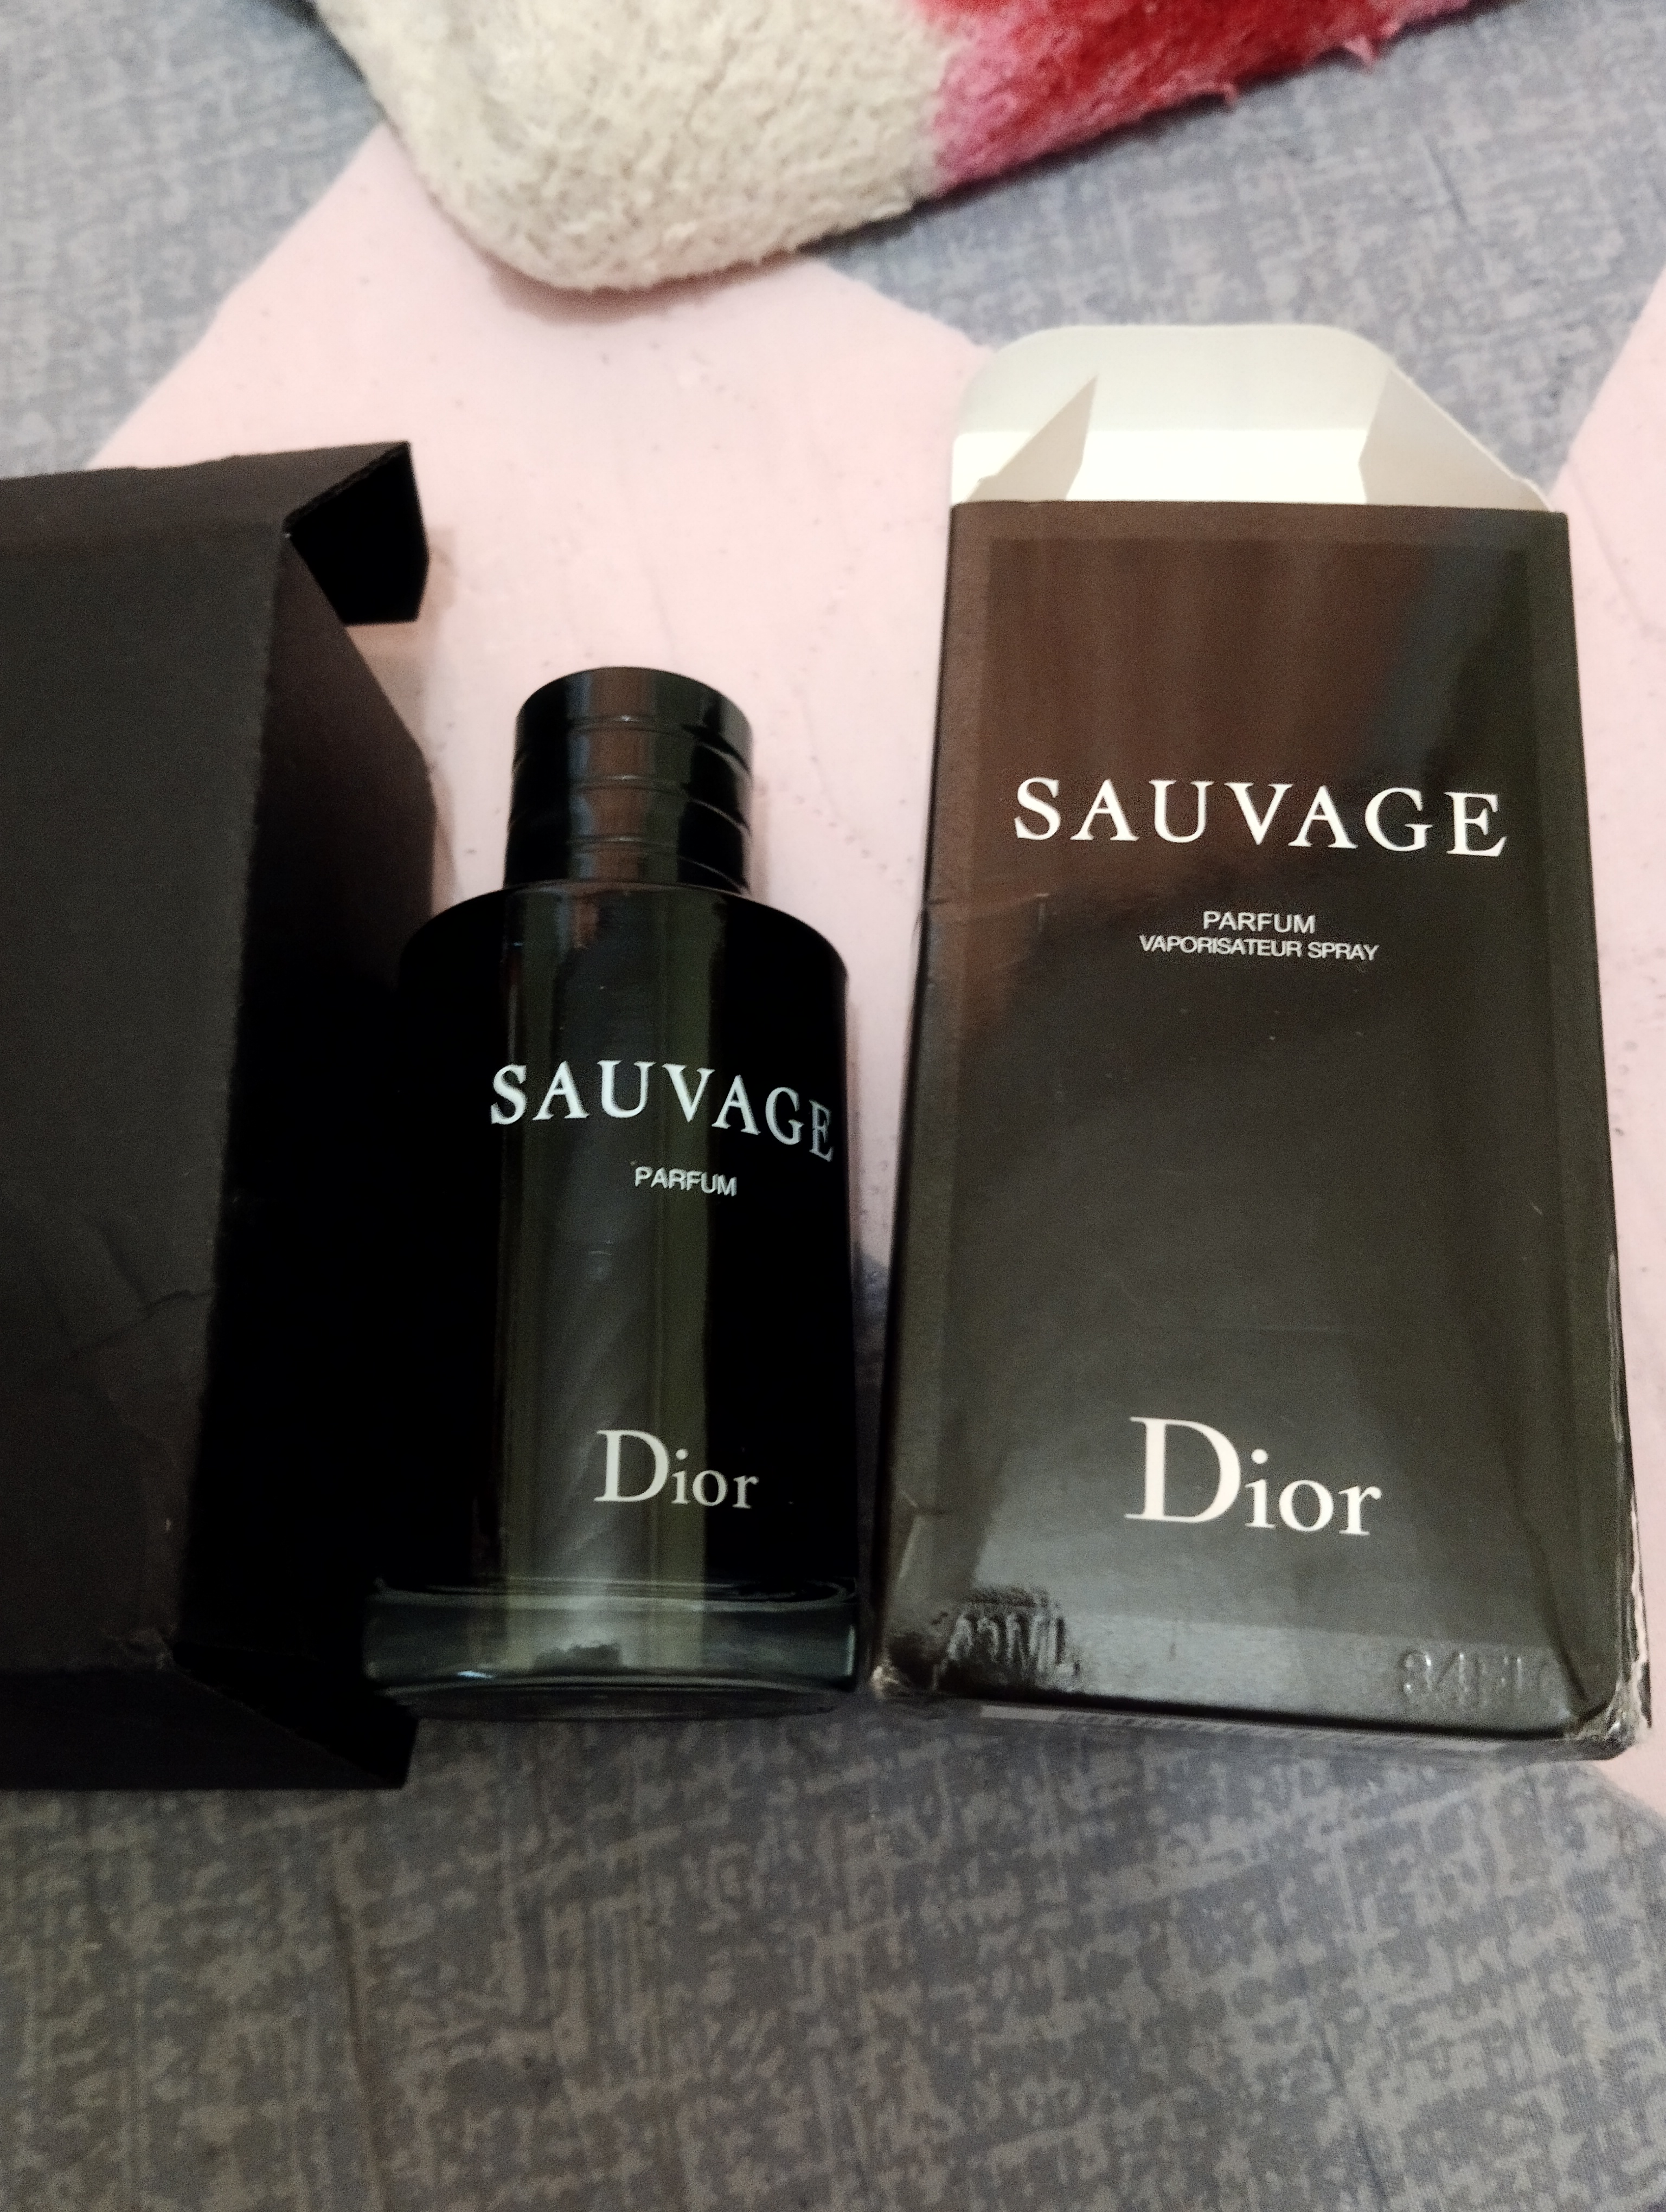 SAUVAGE
PARFUM
Dior
SAUVAGE
PARFUM
VAPORISATEUR SPRAY
Dior